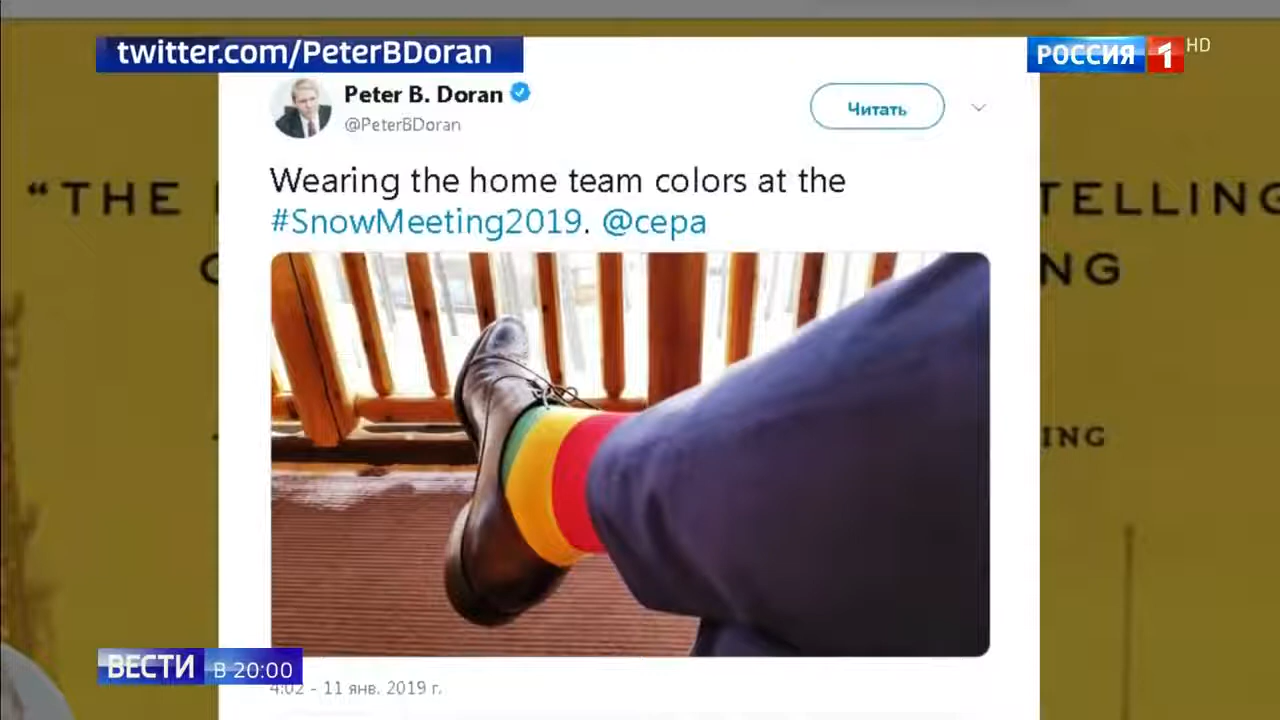 twitter.com/PeterBDoran
РОССИЯ 1 HD
Peter B. Doran
@PeterBDoran
Читать
Wearing the home team colors at the
#SnowMeeting2019. @cepa
“THE
TELLING
NG
ING
ВЕСТИ В 20:00
4:02 - 11 янв. 2019 г.